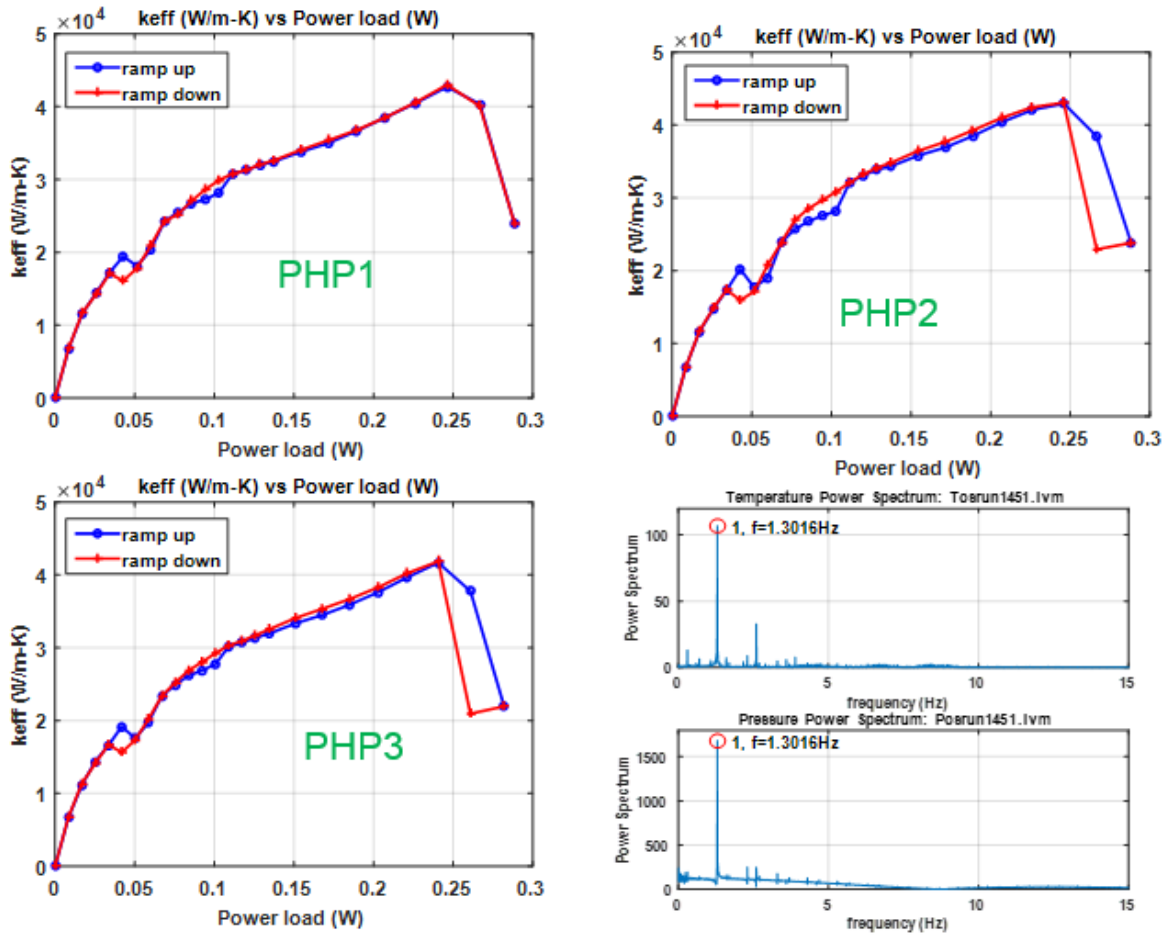 keff (W/m-K) vs Power load (W)
×10⁴
5
4
3
2
1
0
keff (W/m-K)
ramp up
ramp down
PHP1
0 0.05 0.1 0.15 0.2 0.25 0.3
Power load (W)
keff (W/m-K) vs Power load (W)
×10⁴
5
4
3
2
1
0
keff (W/m-K)
ramp up
ramp down
PHP2
0 0.05 0.1 0.15 0.2 0.25 0.3
Power load (W)
keff (W/m-K) vs Power load (W)
×10⁴
5
4
3
2
1
0
keff (W/m-K)
ramp up
ramp down
PHP3
0 0.05 0.1 0.15 0.2 0.25 0.3
Power load (W)
Temperature Power Spectrum: Tosrun1451.lvm
1, f=1.3016Hz
100
50
0
Power Spectrum
0 5 10 15
frequency (Hz)
Pressure Power Spectrum: Posrun1451.lvm
1, f=1.3016Hz
1500
1000
500
0
Power Spectrum
0 5 10 15
frequency (Hz)